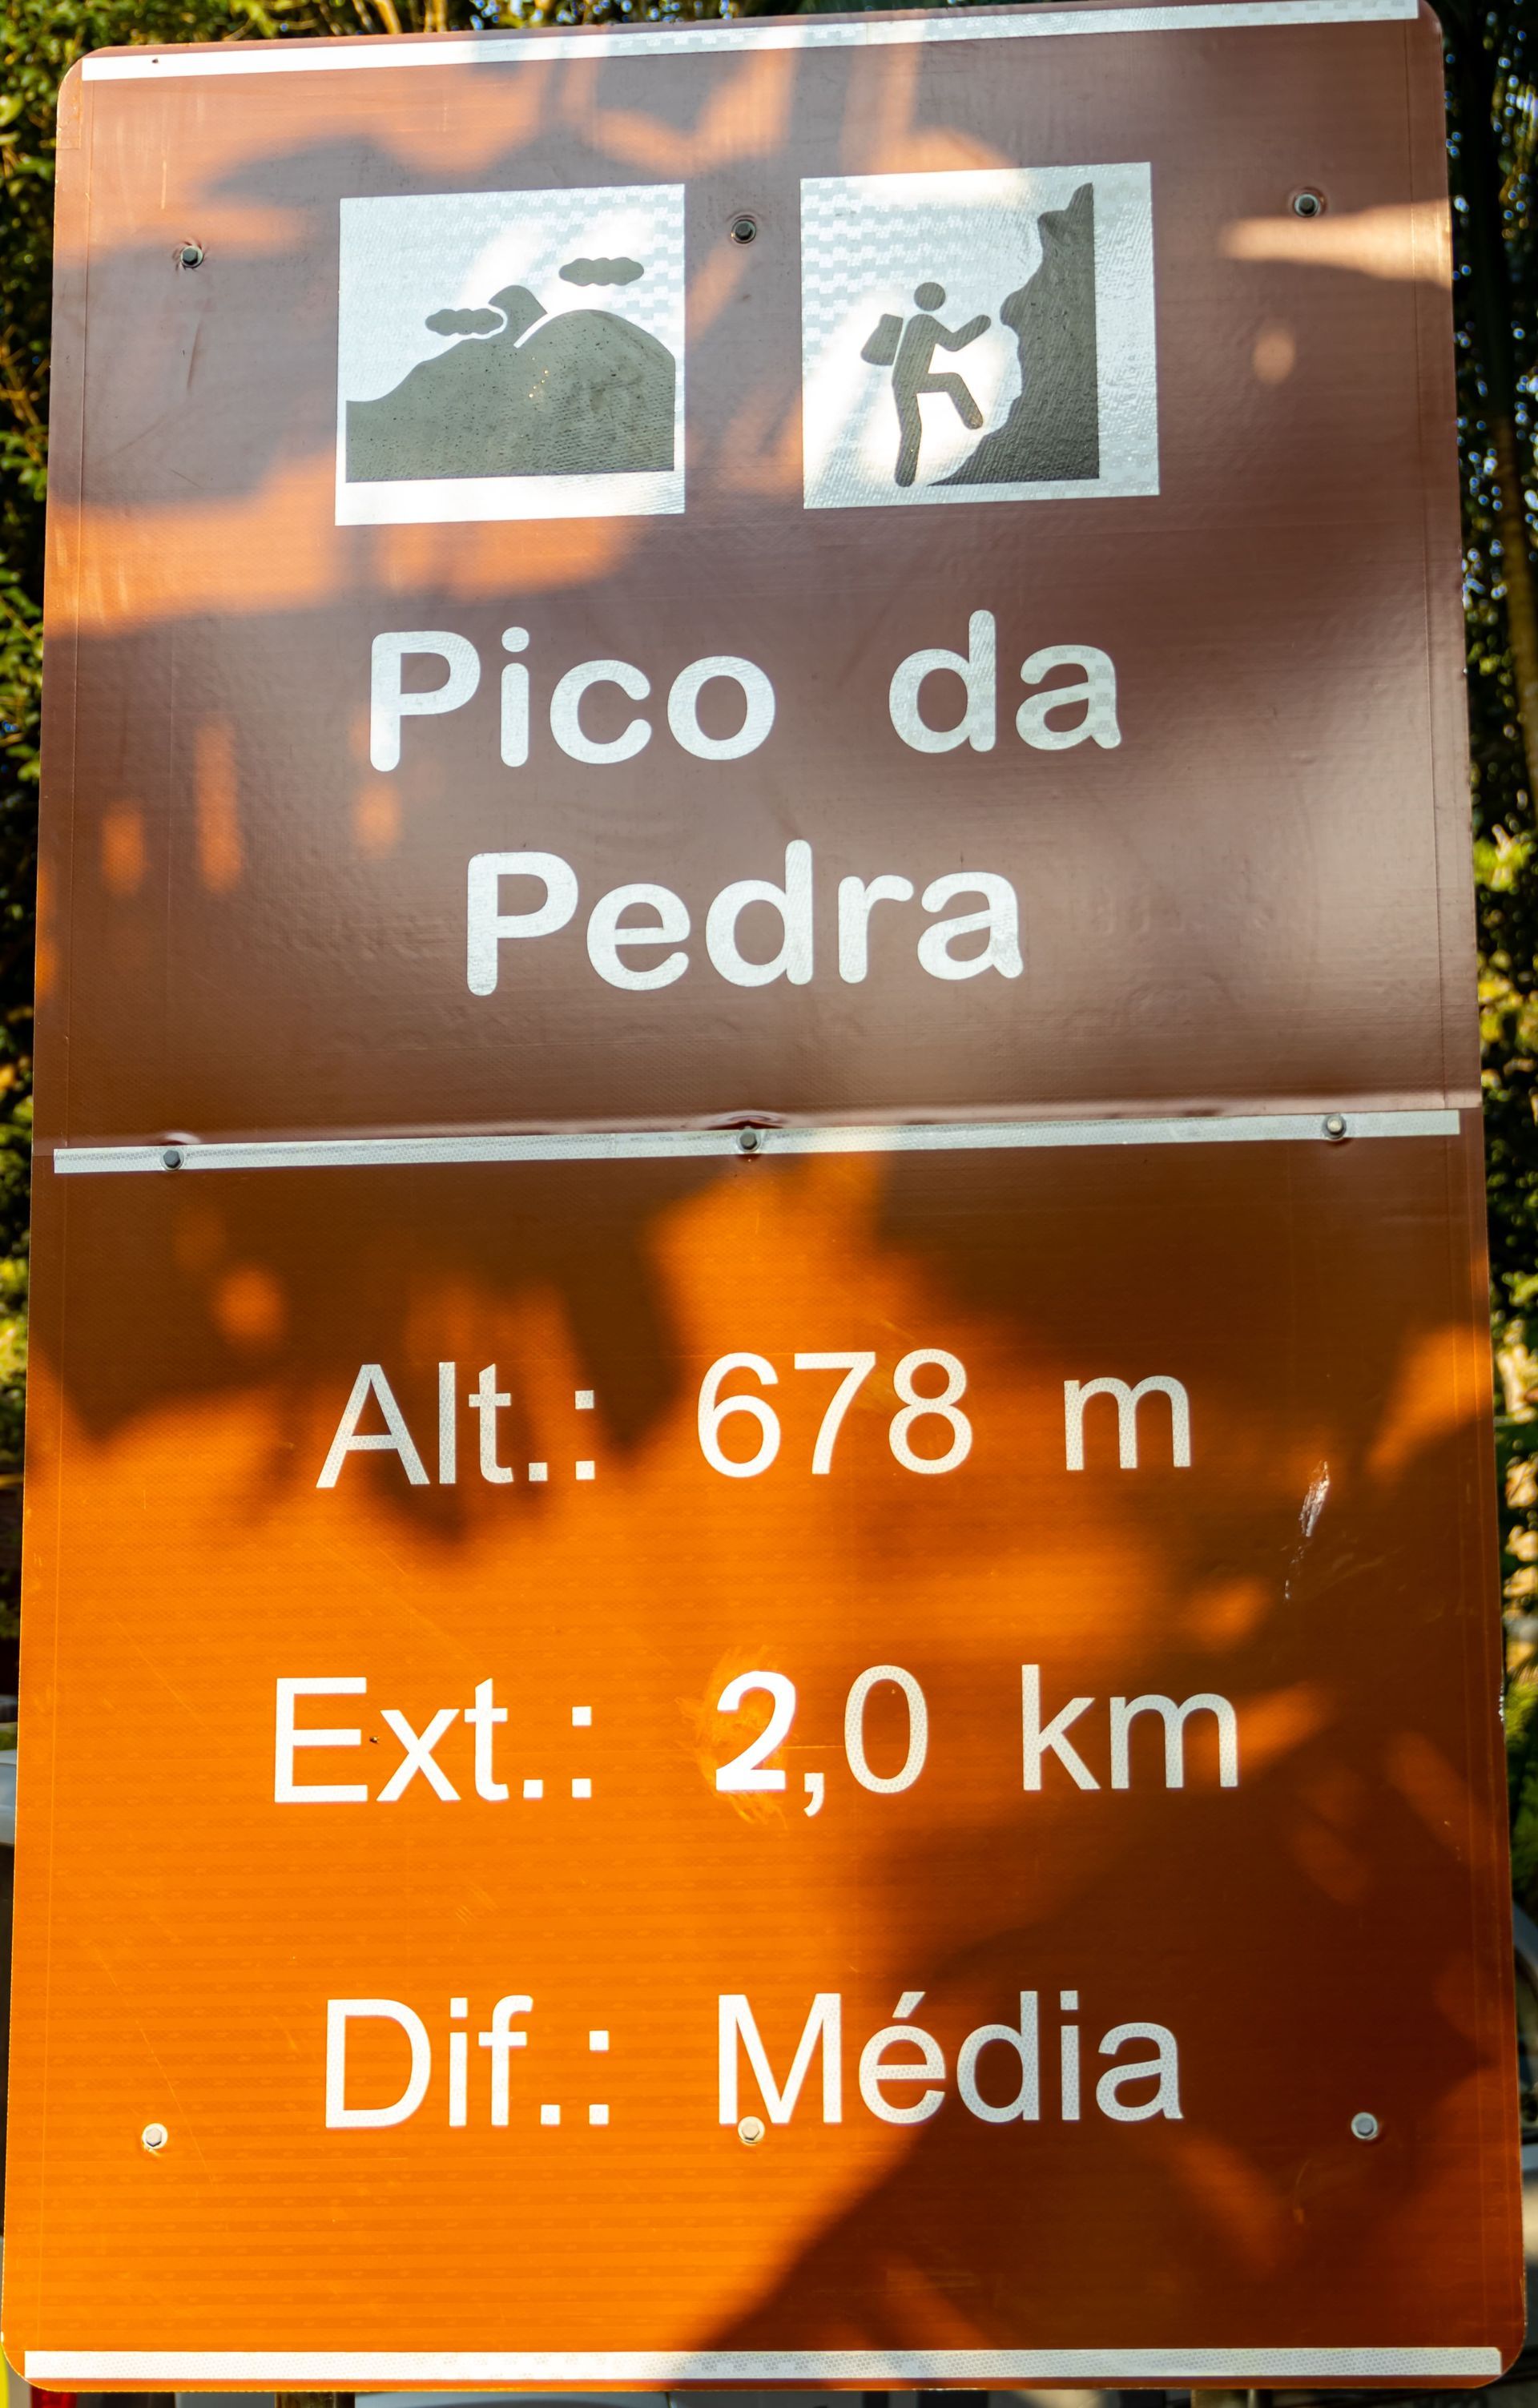 Pico da
Pedra
Alt.: 678 m
Ext.: 2,0 km
Dif.: Média